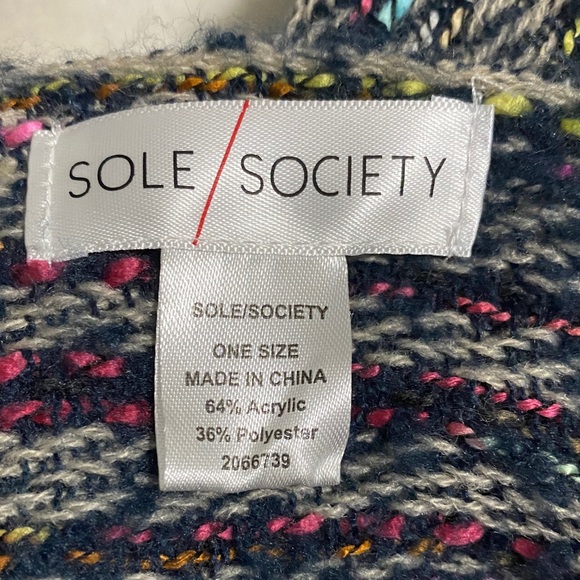 SOLE/SOCIETY
SOLE/SOCIETY
ONE SIZE
MADE IN CHINA
64% Acrylic
36% Polyester
2066739